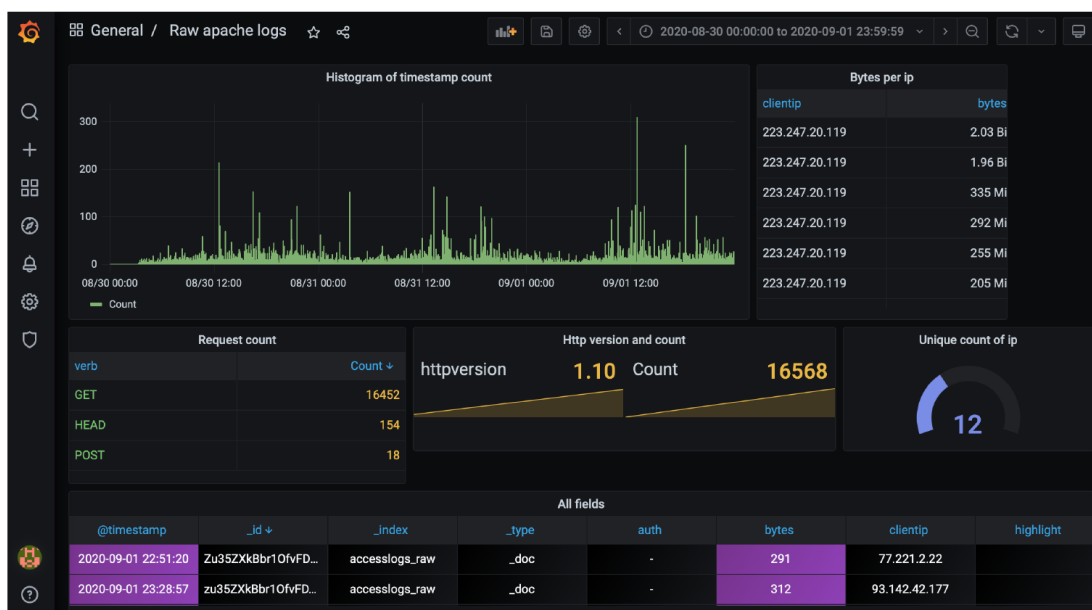 General / Raw apache logs
2020-08-30 00:00:00 to 2020-09-01 23:59:59
Histogram of timestamp count
300
200
100
0
08/30 00:00 08/30 12:00 08/31 00:00 08/31 12:00 09/01 00:00 09/01 12:00
Count
Bytes per ip
clientip bytes
223.247.20.119 2.03 Bi
223.247.20.119 1.96 Bi
223.247.20.119 335 Mi
223.247.20.119 292 Mi
223.247.20.119 255 Mi
223.247.20.119 205 Mi
Request count
verb Count
GET 16452
HEAD 154
POST 18
Http version and count
httpversion 1.10 Count 16568
Unique count of ip
12
All fields
@timestamp _id _index _type auth bytes clientip highlight
2020-09-01 22:51:20 Zu35ZXkBbr1OfvFD... accesslogs_raw _doc - 291 77.221.2.22
2020-09-01 23:28:57 zu35ZXkBbr1OfvFD... accesslogs_raw _doc - 312 93.142.42.177